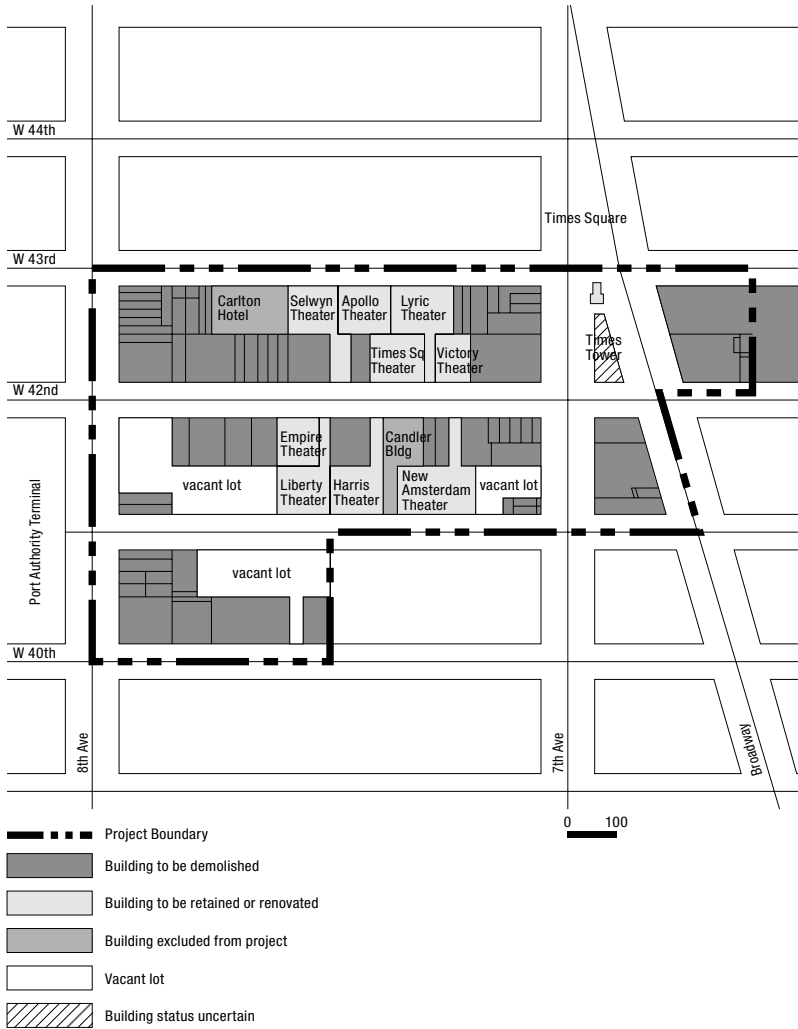 W 44th
Times Square
W 43rd
Carlton
Hotel
Selwyn
Theater
Apollo
Theater
Lyric
Theater
Times Sq
Theater
Victory
Theater
Times
Tower
W 42nd
Empire
Theater
Candler
Bldg
vacant lot
Liberty
Theater
Harris
Theater
New
Amsterdam
Theater
vacant lot
Port Authority Terminal
vacant lot
W 40th
8th Ave
7th Ave
Broadway
0 100
Project Boundary
Building to be demolished
Building to be retained or renovated
Building excluded from project
Vacant lot
Building status uncertain